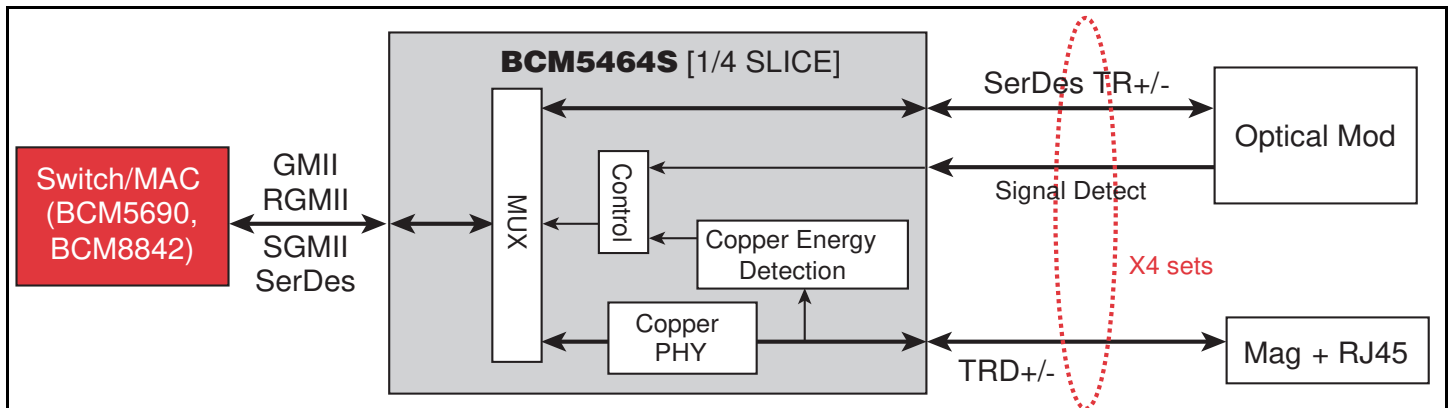 BCM5464S [1/4 SLICE]
Switch/MAC
(BCM5690,
BCM8842)
GMII
RGMII
SGMII
SerDes
MUX
Control
Copper Energy
Detection
Copper
PHY
SerDes TR+/-
Signal Detect
X4 sets
TRD+/-
Optical Mod
Mag + RJ45